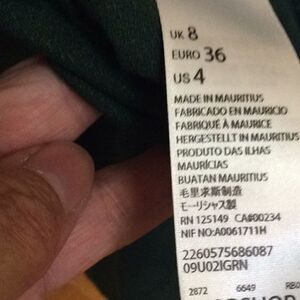 UK 8
EURO 36
US 4
MADE IN MAURITIUS
FABRICADO EN MAURICIO
FABRIQUÉ À MAURICE
HERGESTELLT IN MAURITIUS
PRODUTO DAS ILHAS
MAURÍCIAS
BUATAN MAURITIUS
毛里求斯制造
モーリシャス製
RN 125149 CA#00234
NIF NO:A0061711H
2260575686087
09U02IGRN
2872 6649